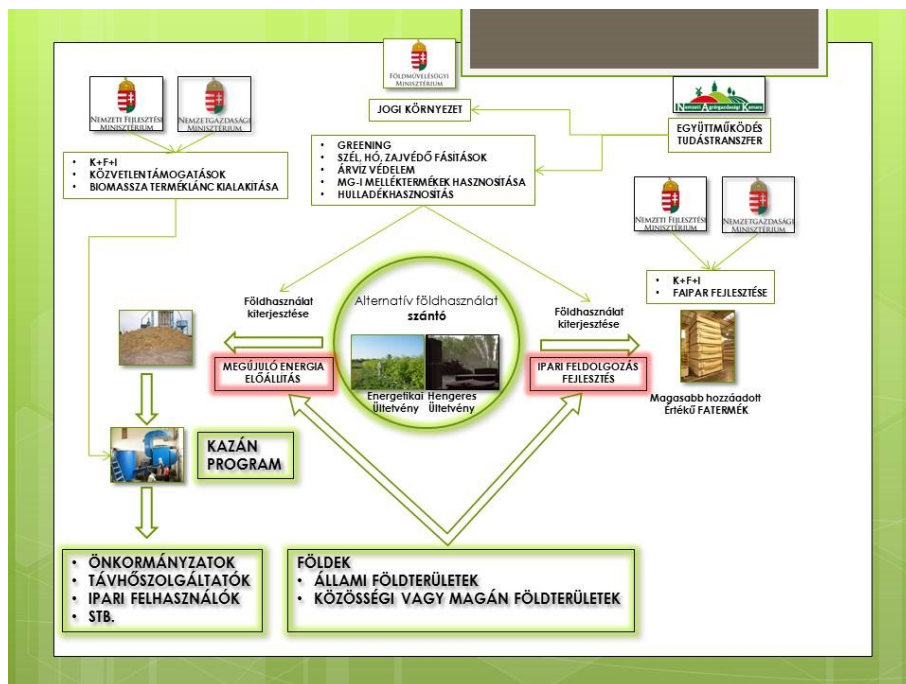 FÖLDMŰVELÉSÜGYI
MINISZTÉRIUM
JOGI KÖRNYEZET
NEMZETI FEJLESZTÉSI
MINISZTÉRIUM
NEMZETGAZDASÁGI
MINISZTÉRIUM
Nemzeti Agrárgazdasági Kamara
EGYÜTTMŰKÖDÉS
TUDÁSTRANSZFER
• K+F+I
• KÖZVETLEN TÁMOGATÁSOK
• BIOMASSZA TERMÉKLÁNC KIALAKÍTÁSA
• GREENING
• SZÉL, HÓ, ZAJVÉDŐ FÁSÍTÁSOK
• ÁRVÍZ VÉDELEM
• MG-I MELLÉKTERMÉKEK HASZNOSÍTÁSA
• HULLADÉKHASZNOSÍTÁS
NEMZETI FEJLESZTÉSI
MINISZTÉRIUM
NEMZETGAZDASÁGI
MINISZTÉRIUM
• K+F+I
• FAIPAR FEJLESZTÉSE
Földhasználat
kiterjesztése
Alternatív földhasználat
szántó
Földhasználat
kiterjesztése
MEGÚJULÓ ENERGIA
ELŐÁLLÍTÁS
IPARI FELDOLGOZÁS
FEJLESZTÉS
Energetikai
Ültetvény
Hengeres
Ültetvény
Magasabb hozzáadott
Értékű FATERMÉK
KAZÁN
PROGRAM
• ÖNKORMÁNYZATOK
• TÁVHŐSZOLGÁLTATÓK
• IPARI FELHASZNÁLÓK
• STB.
FÖLDEK
• ÁLLAMI FÖLDTERÜLETEK
• KÖZÖSSÉGI VAGY MAGÁN FÖLDTERÜLETEK